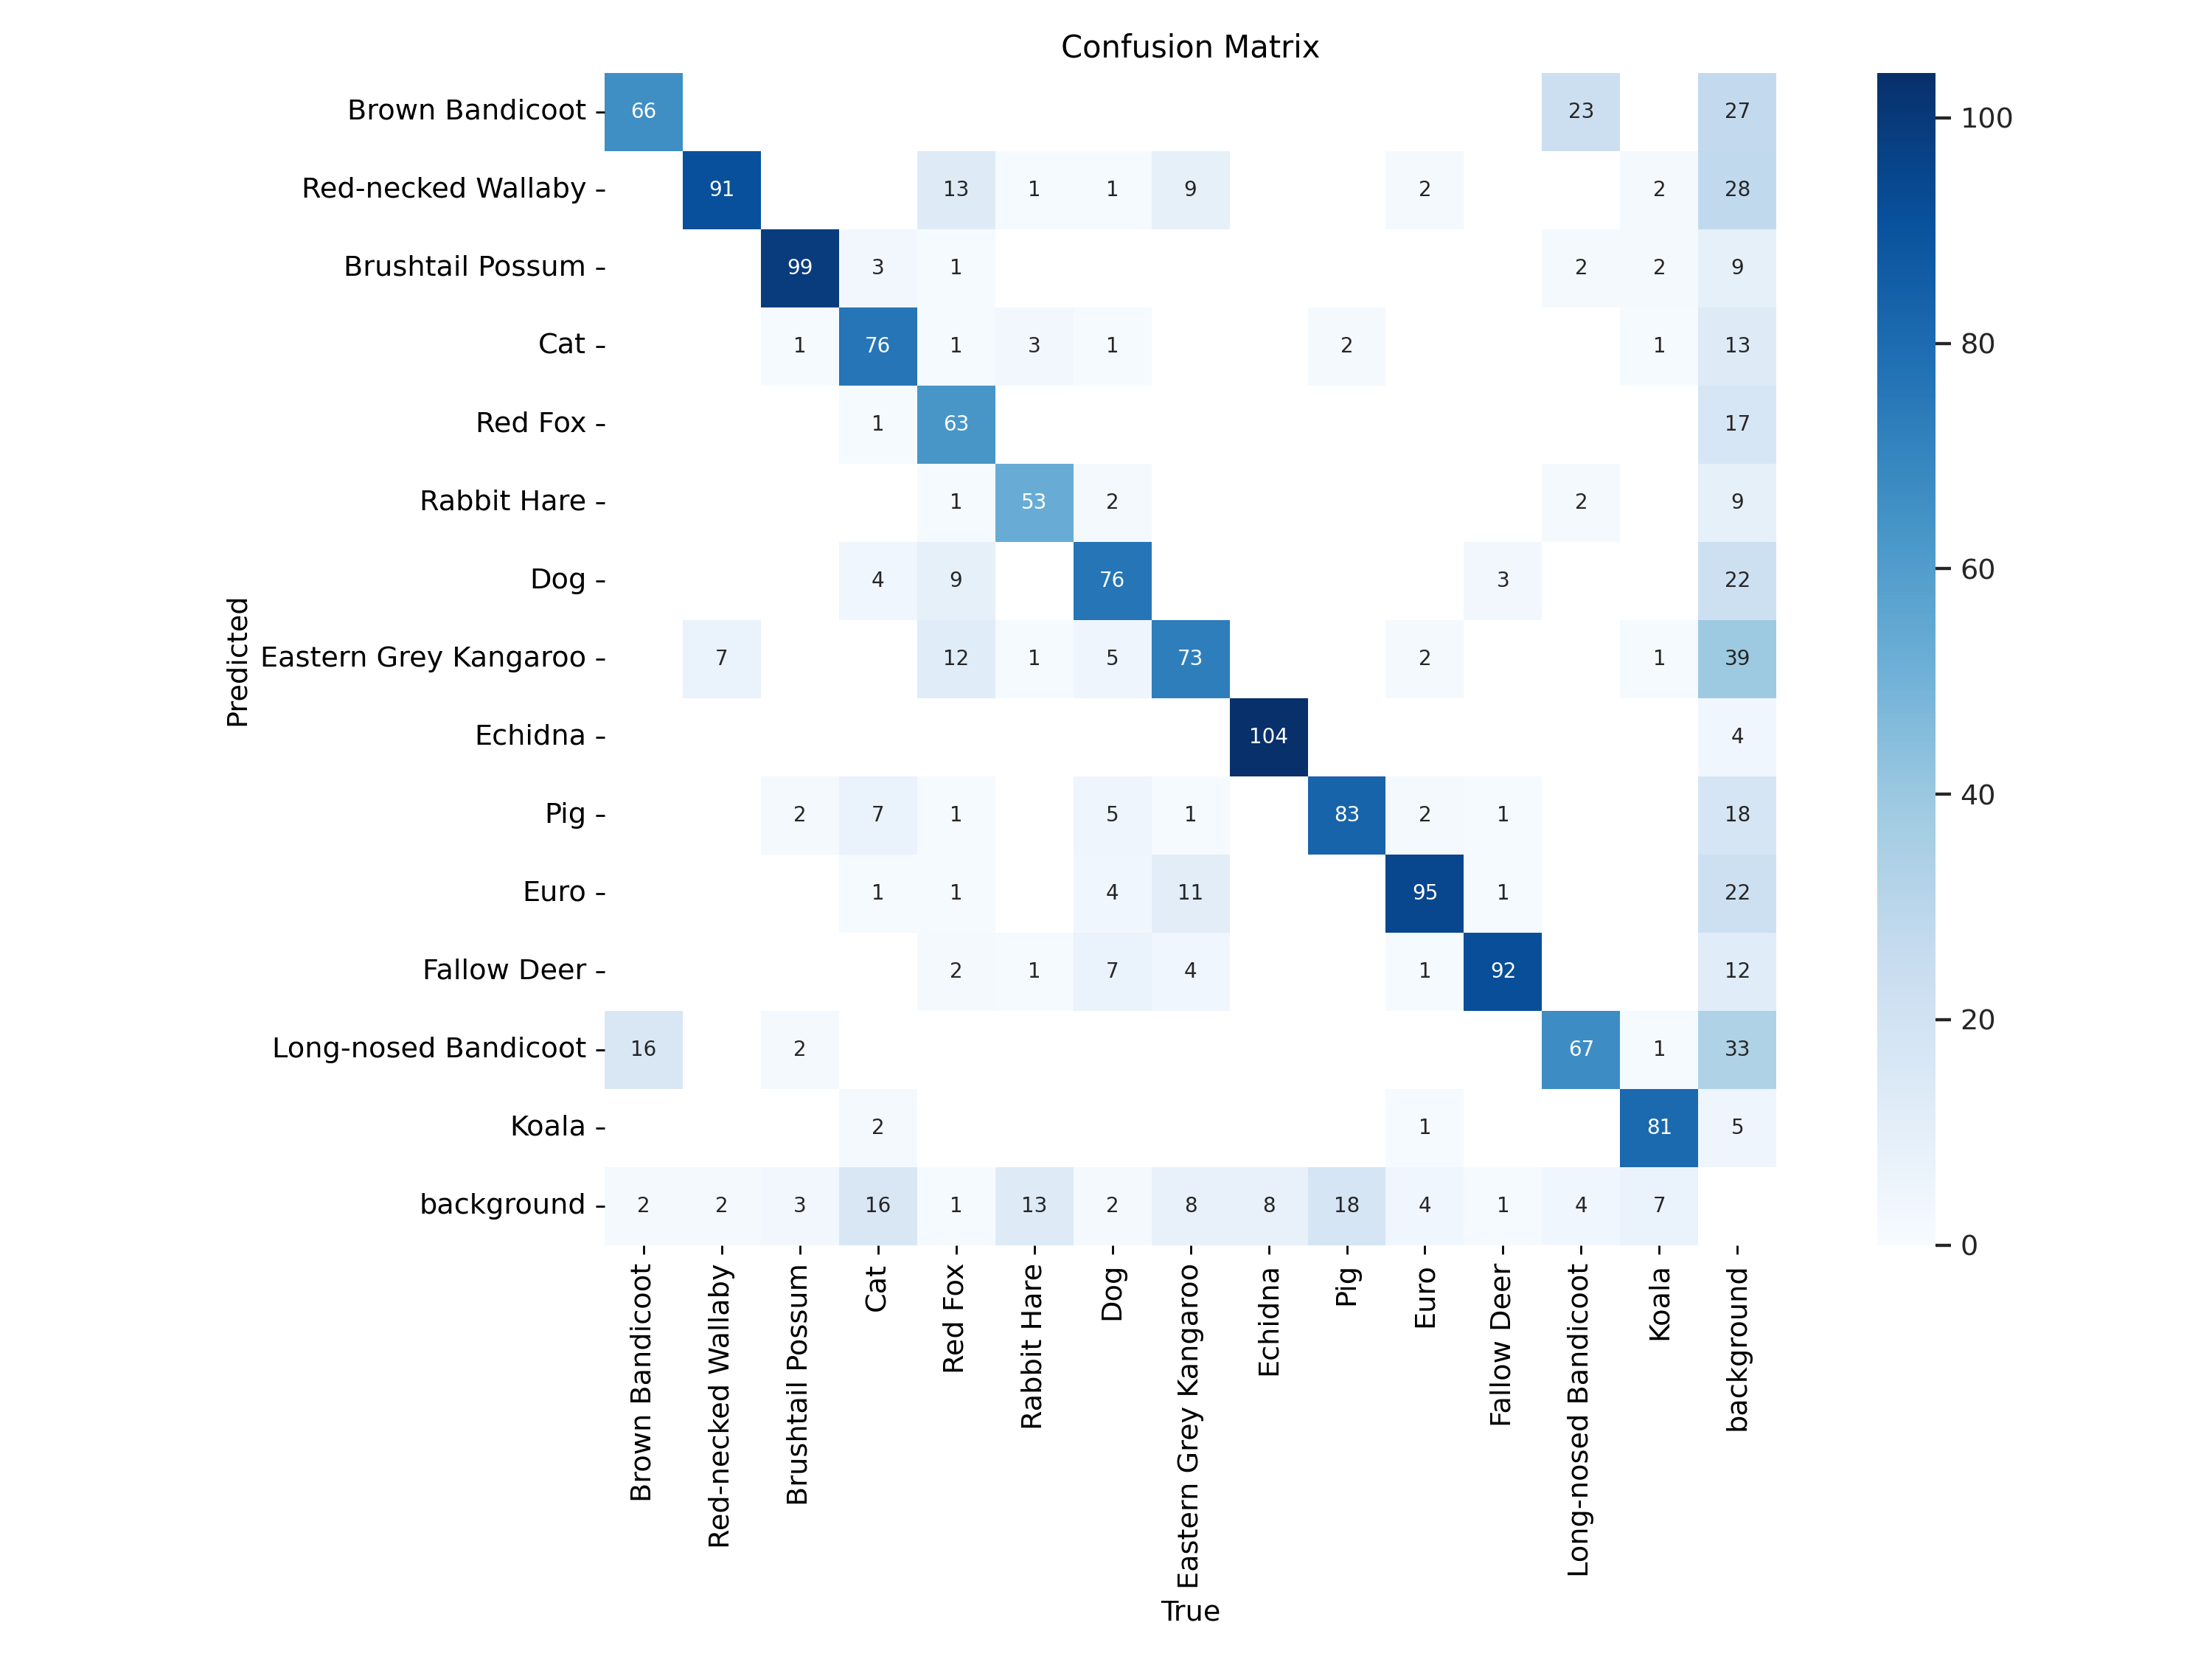 Confusion Matrix
Brown Bandicoot 66 23 27
Red-necked Wallaby 91 13 1 1 9 2 2 28
Brushtail Possum 99 3 1 2 2 9
Cat 1 76 1 3 1 2 1 13
Red Fox 1 63 17
Rabbit Hare 1 53 2 2 9
Dog 4 9 76 3 22
Eastern Grey Kangaroo 7 12 1 5 73 2 1 39
Echidna 104 4
Pig 2 7 1 5 1 83 2 1 18
Euro 1 1 4 11 95 1 22
Fallow Deer 2 1 7 4 1 92 12
Long-nosed Bandicoot 16 2 67 1 33
Koala 2 1 81 5
background 2 2 3 16 1 13 2 8 8 18 4 1 4 7
Predicted
Brown Bandicoot
Red-necked Wallaby
Brushtail Possum
Cat
Red Fox
Rabbit Hare
Dog
Eastern Grey Kangaroo
Echidna
Pig
Euro
Fallow Deer
Long-nosed Bandicoot
Koala
background
True
100
80
60
40
20
0